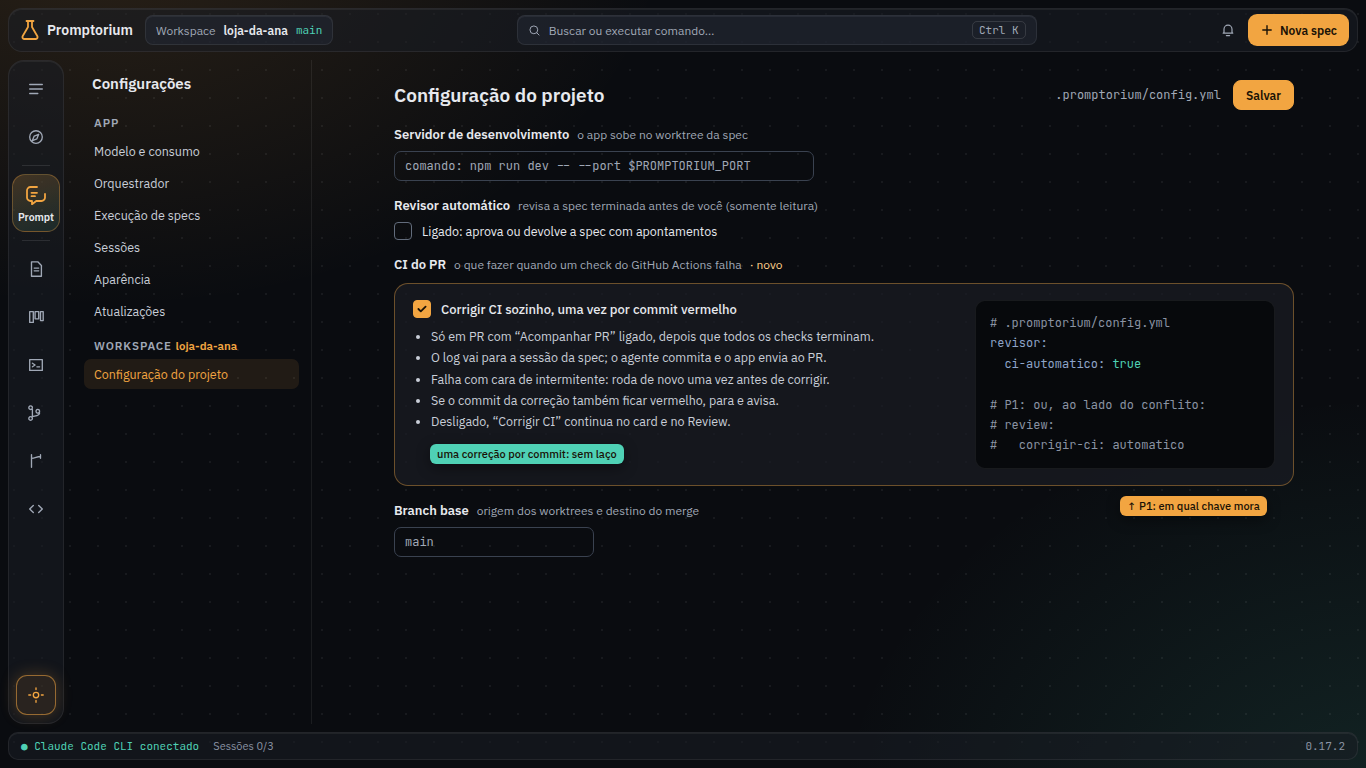 Promptorium
Workspace loja-da-ana main
Buscar ou executar comando...
Ctrl K
Nova spec
Prompt
Configurações
APP
Modelo e consumo
Orquestrador
Execução de specs
Sessões
Aparência
Atualizações
WORKSPACE loja-da-ana
Configuração do projeto
Configuração do projeto
.promptorium/config.yml
Salvar
Servidor de desenvolvimento o app sobe no worktree da spec
comando: npm run dev -- --port $PROMPTORIUM_PORT
Revisor automático revisa a spec terminada antes de você (somente leitura)
Ligado: aprova ou devolve a spec com apontamentos
CI do PR o que fazer quando um check do GitHub Actions falha · novo
Corrigir CI sozinho, uma vez por commit vermelho
• Só em PR com “Acompanhar PR” ligado, depois que todos os checks terminam.
• O log vai para a sessão da spec; o agente commita e o app envia ao PR.
• Falha com cara de intermitente: roda de novo uma vez antes de corrigir.
• Se o commit da correção também ficar vermelho, para e avisa.
• Desligado, “Corrigir CI” continua no card e no Review.
uma correção por commit: sem laço
# .promptorium/config.yml
revisor:
  ci-automatico: true
# P1: ou, ao lado do conflito:
# review:
#   corrigir-ci: automatico
↑ P1: em qual chave mora
Branch base origem dos worktrees e destino do merge
main
Claude Code CLI conectado Sessões 0/3
0.17.2